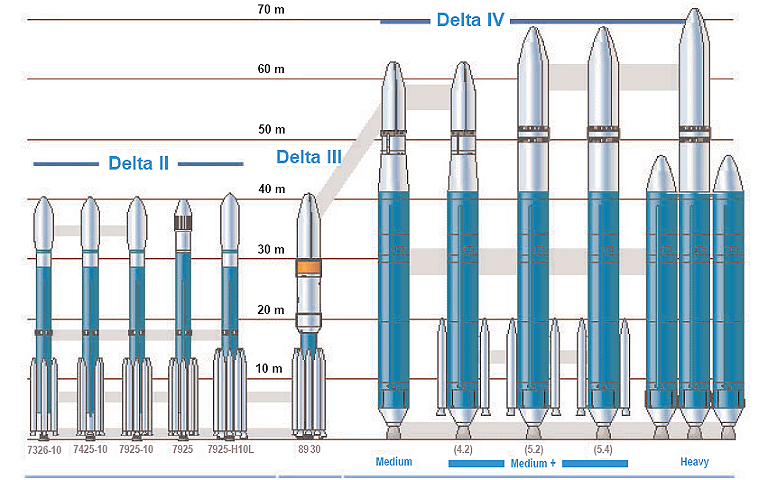 70 m
Delta IV
60 m
50 m
Delta II
Delta III
40 m
30 m
20 m
10 m
7326-10 7425-10 7925-10 7925 7925-H10L 8930 (4.2) (5.2) (5.4)
Medium Medium + Heavy